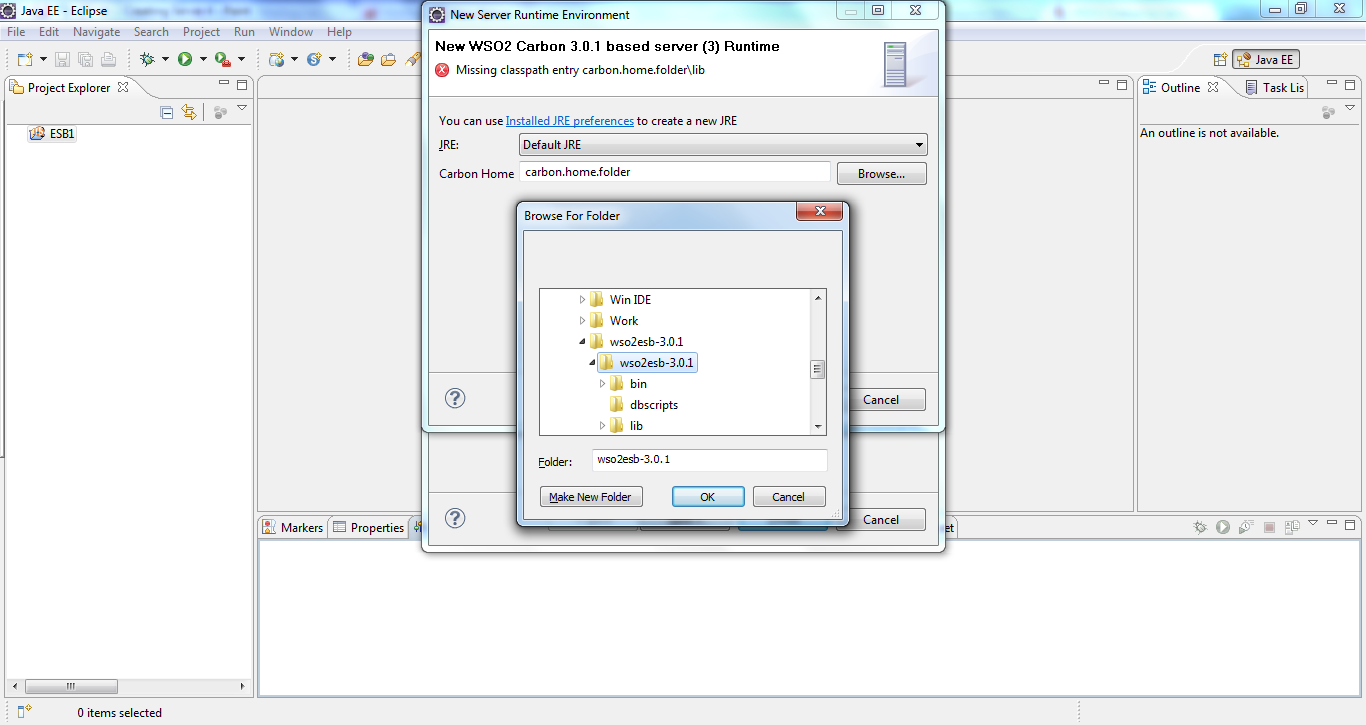 Java EE - Eclipse
File Edit Navigate Search Project Run Window Help
Java EE
Project Explorer
ESB1
New Server Runtime Environment
New WSO2 Carbon 3.0.1 based server (3) Runtime
Missing classpath entry carbon.home.folder\lib
You can use Installed JRE preferences to create a new JRE
JRE: Default JRE
Carbon Home carbon.home.folder Browse...
Browse For Folder
Win IDE
Work
wso2esb-3.0.1
wso2esb-3.0.1
bin
dbscripts
lib
Folder: wso2esb-3.0.1
Make New Folder OK Cancel
Cancel
Cancel
Outline Task Lis
An outline is not available.
Markers Properties
et
0 items selected